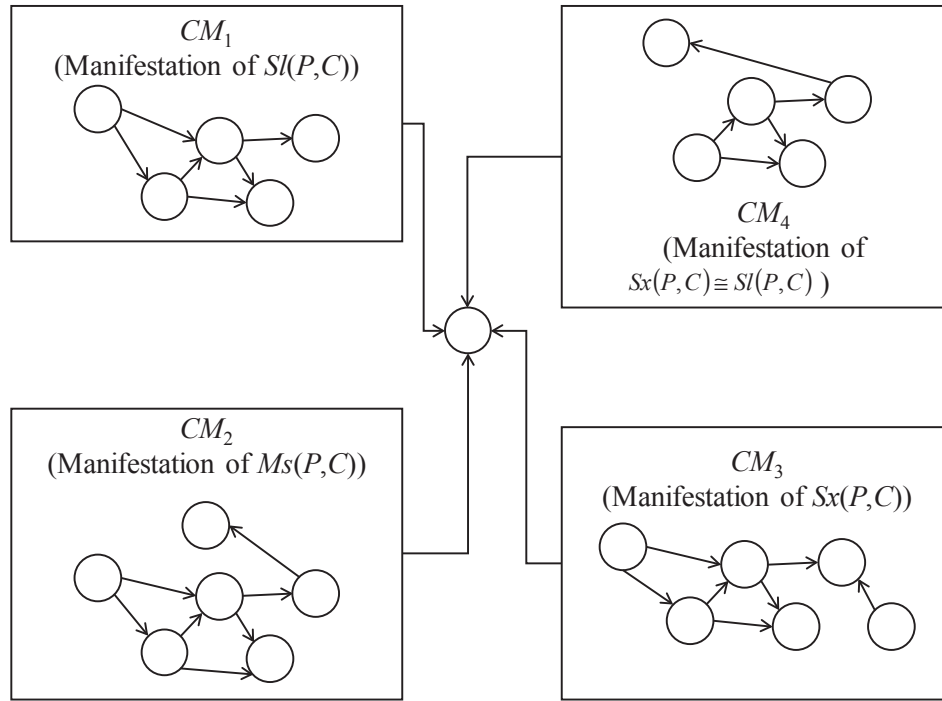 CM₁
(Manifestation of Sl(P,C))
CM₄
(Manifestation of
Sx(P,C)≅Sl(P,C) )
CM₂
(Manifestation of Ms(P,C))
CM₃
(Manifestation of Sx(P,C))